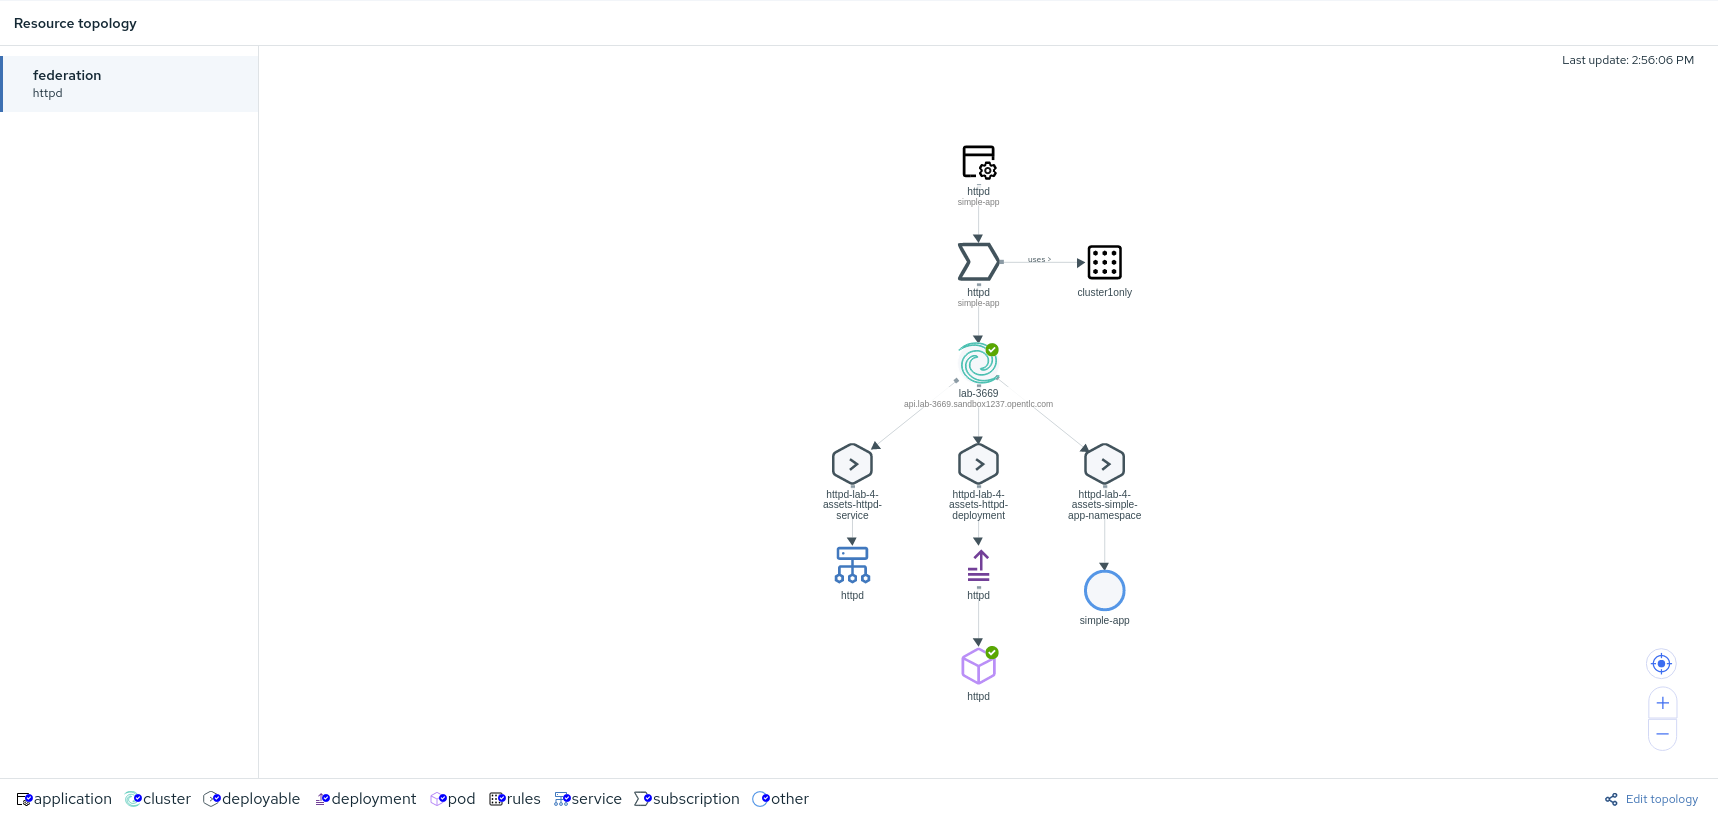 Resource topology
federation
httpd
Last update: 2:56:06 PM
httpd
simple-app
uses >
httpd
simple-app
cluster1only
lab-3669
api.lab-3669.sandbox1237.opentlc.com
httpd-lab-4-
assets-httpd-
service
httpd-lab-4-
assets-httpd-
deployment
httpd-lab-4-
assets-simple-
app-namespace
httpd
httpd
simple-app
httpd
application
cluster
deployable
deployment
pod
rules
service
subscription
other
Edit topology